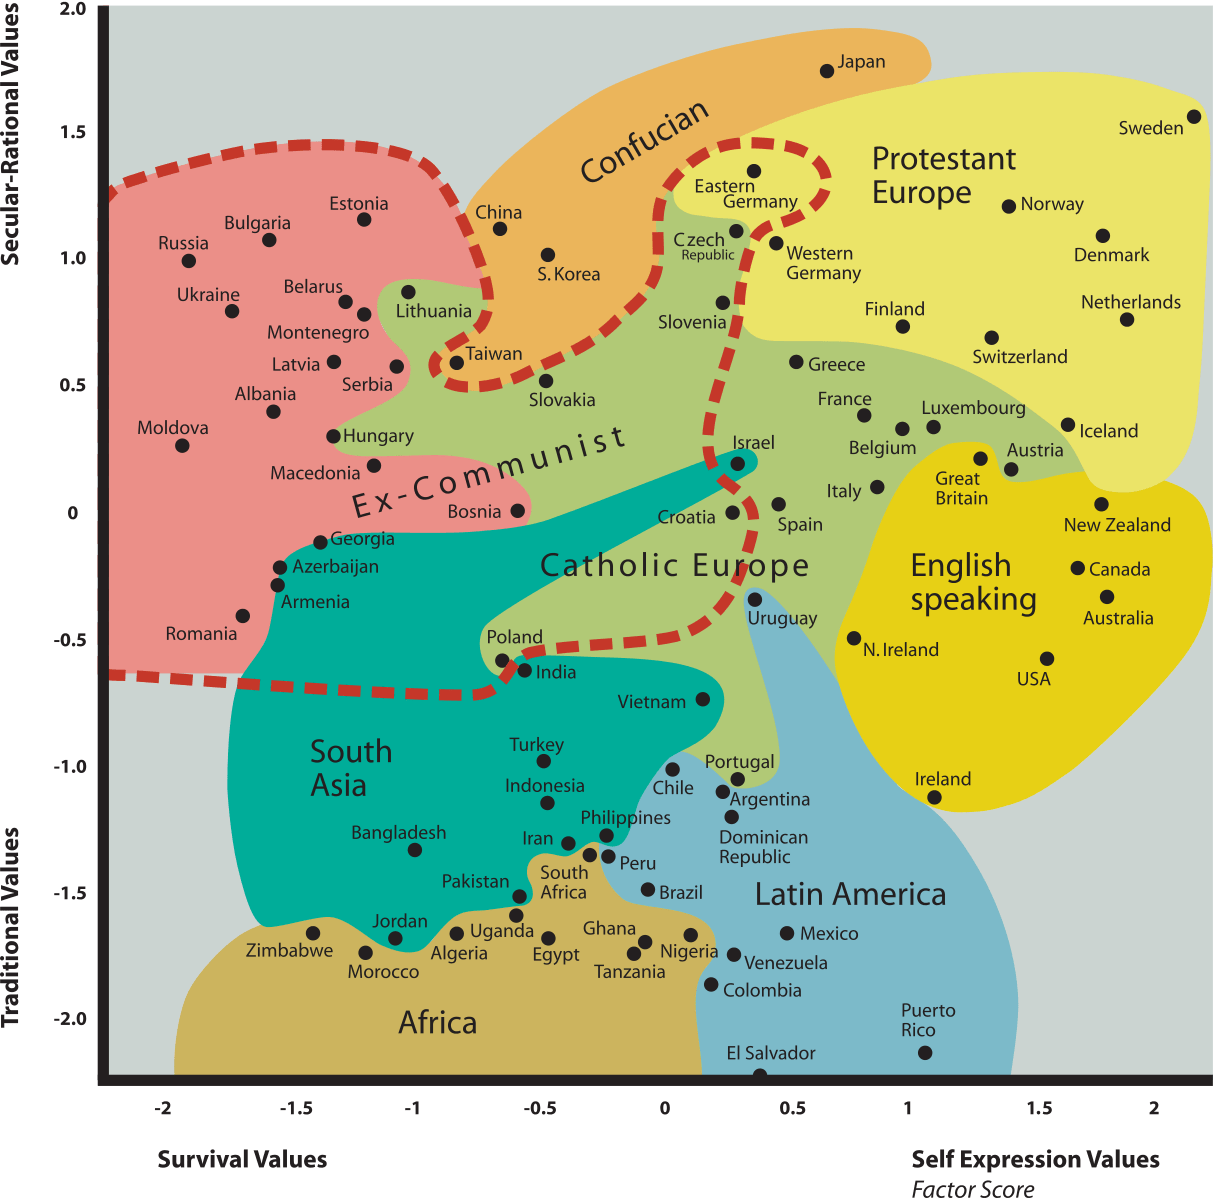 Secular-Rational Values
Traditional Values
2.0
1.5
1.0
0.5
0
-0.5
-1.0
-1.5
-2.0
Japan
Confucian
Sweden
Protestant
Europe
Eastern
Germany
Norway
Estonia
China
Bulgaria
Russia
Czech
Republic
Western
Germany
Denmark
S. Korea
Belarus
Ukraine
Lithuania
Netherlands
Finland
Slovenia
Montenegro
Switzerland
Taiwan
Latvia
Serbia
Greece
Albania
Slovakia
France
Luxembourg
Moldova
Hungary
Iceland
Belgium
Israel
Austria
Ex-Communist
Macedonia
Great
Britain
Italy
Bosnia
Croatia
Spain
New Zealand
Georgia
Azerbaijan
Catholic Europe
English
speaking
Canada
Armenia
Uruguay
Australia
Romania
Poland
N. Ireland
India
USA
Vietnam
South
Asia
Turkey
Portugal
Chile
Ireland
Indonesia
Argentina
Philippines
Bangladesh
Iran
Dominican
Republic
Peru
South
Africa
Pakistan
Brazil
Latin America
Jordan
Uganda
Ghana
Mexico
Zimbabwe
Algeria
Egypt
Nigeria
Morocco
Tanzania
Venezuela
Colombia
Africa
Puerto
Rico
El Salvador
-2
-1.5
-1
-0.5
0
0.5
1
1.5
2
Survival Values
Self Expression Values
Factor Score